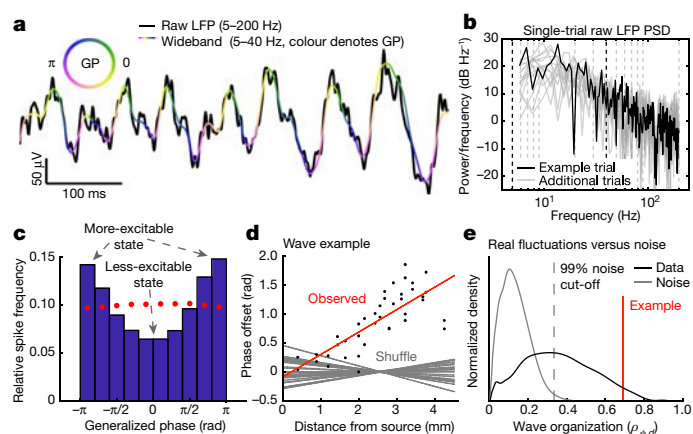 a
Raw LFP (5–200 Hz)
Wideband (5–40 Hz, colour denotes GP)
π GP 0
50 μV
100 ms
b
Single-trial raw LFP PSD
Power/frequency (dB Hz⁻¹)
30
20
10
0
−10
−20
Example trial
Additional trials
10¹ 10²
Frequency (Hz)
c
More-excitable
state
Less-excitable
state
Relative spike frequency
0.15
0.10
0.05
0
−π −π/2 0 π/2 π
Generalized phase (rad)
d
Wave example
Phase offset (rad)
2.0
1.5
1.0
0.5
0
−0.5
Observed
Shuffle
0 1 2 3 4
Distance from source (mm)
e
Real fluctuations versus noise
Normalized density
99% noise
cut-off
Data
Noise
Example
0 0.2 0.4 0.6 0.8 1.0
Wave organization (ρ